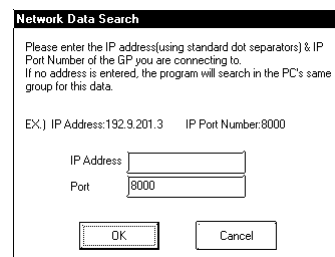 Network Data Search
Please enter the IP address(using standard dot separators) & IP
Port Number of the GP you are connecting to.
If no address is entered, the program will search in the PC's same
group for this data.
EX.) IP Address:192.9.201.3 IP Port Number:8000
IP Address
Port 8000
OK Cancel